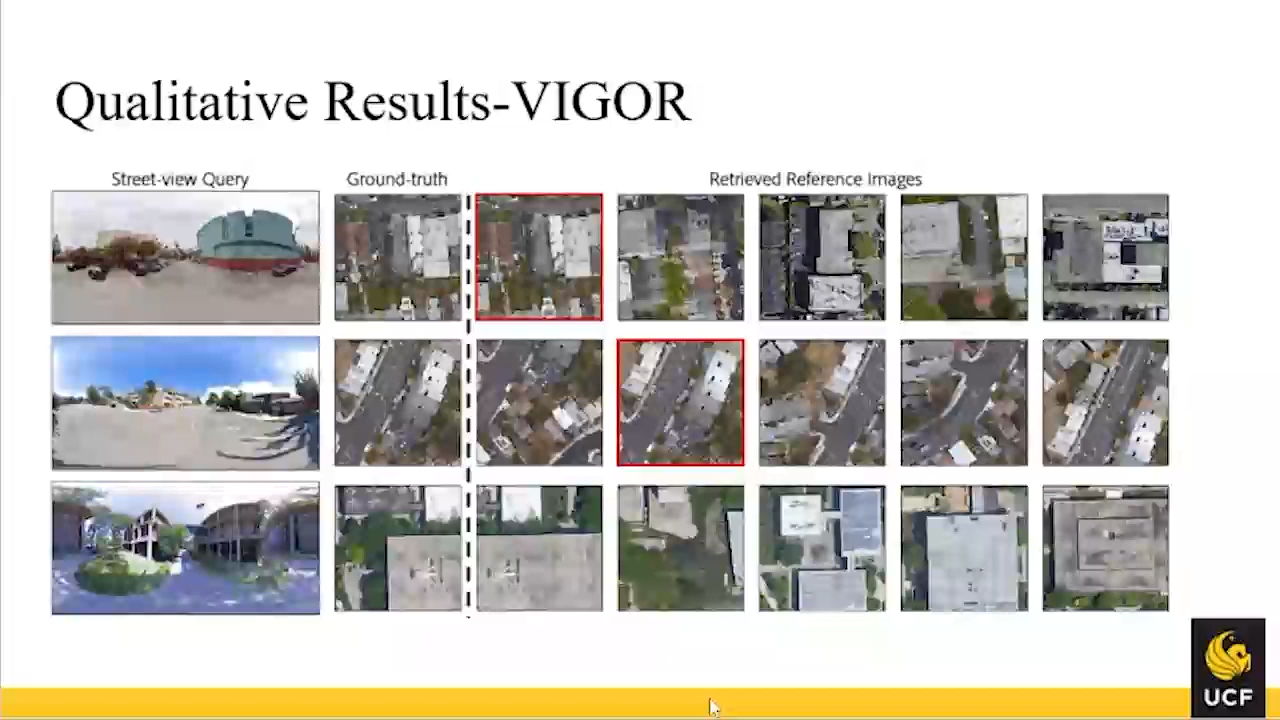 Qualitative Results-VIGOR
Street-view Query
Ground-truth
Retrieved Reference Images
UCF